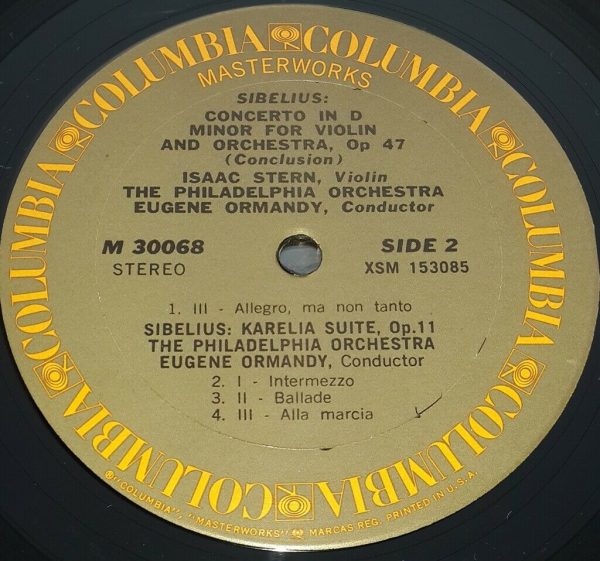 COLUMBIA COLUMBIA COLUMBIA COLUMBIA COLUMBIA COLUMBIA COLUMBIA COLUMBIA
MASTERWORKS
SIBELIUS:
CONCERTO IN D
MINOR FOR VIOLIN
AND ORCHESTRA, Op 47
(Conclusion)
ISAAC STERN, Violin
THE PHILADELPHIA ORCHESTRA
EUGENE ORMANDY, Conductor
M 30068 SIDE 2
STEREO XSM 153085
1. III - Allegro, ma non tanto
SIBELIUS: KARELIA SUITE, Op.11
THE PHILADELPHIA ORCHESTRA
EUGENE ORMANDY, Conductor
2. I - Intermezzo
3. II - Ballade
4. III - Alla marcia
℗"COLUMBIA", "MASTERWORKS" MARCAS REG. PRINTED IN U.S.A.